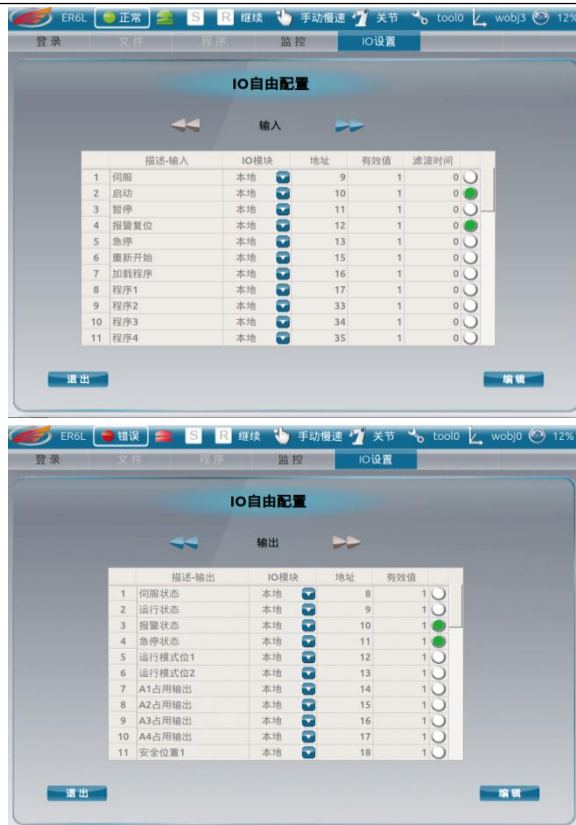 ER6L 正常 S R 继续 手动慢速 关节 tool0 wobj3 12%
登录 文件 程序 监控 IO设置
IO自由配置
输入
描述-输入 IO模块 地址 有效值 滤波时间
1 伺服 本地 9 1 0
2 启动 本地 10 1 0
3 暂停 本地 11 1 0
4 报警复位 本地 12 1 0
5 急停 本地 13 1 0
6 重新开始 本地 15 1 0
7 加载程序 本地 16 1 0
8 程序1 本地 17 1 0
9 程序2 本地 33 1 0
10 程序3 本地 34 1 0
11 程序4 本地 35 1 0
退出 编辑
ER6L 错误 S R 继续 手动慢速 关节 tool0 wobj0 12%
登录 文件 程序 监控 IO设置
IO自由配置
输出
描述-输出 IO模块 地址 有效值
1 伺服状态 本地 8 1
2 运行状态 本地 9 1
3 报警状态 本地 10 1
4 急停状态 本地 11 1
5 运行模式位1 本地 12 1
6 运行模式位2 本地 13 1
7 A1占用输出 本地 14 1
8 A2占用输出 本地 15 1
9 A3占用输出 本地 16 1
10 A4占用输出 本地 17 1
11 安全位置1 本地 18 1
退出 编辑